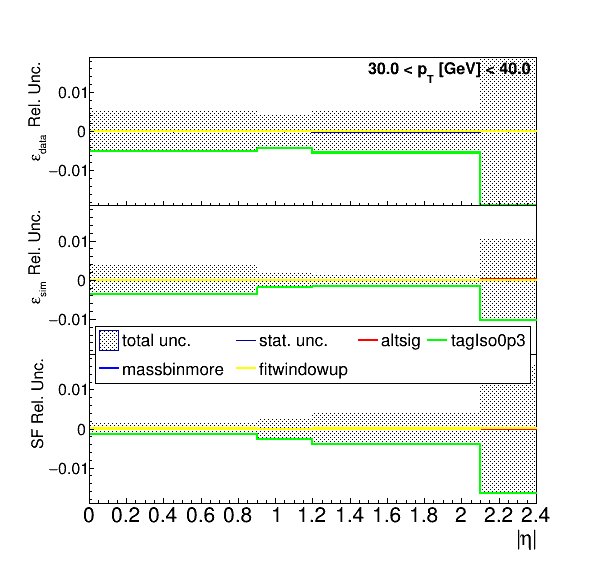 30.0 < p_T [GeV] < 40.0
ε_data Rel. Unc.
0.01
0
−0.01
ε_sim Rel. Unc.
0.01
0
−0.01
total unc. stat. unc. altsig tagIso0p3
massbinmore fitwindowup
SF Rel. Unc.
0.01
0
−0.01
0 0.2 0.4 0.6 0.8 1 1.2 1.4 1.6 1.8 2 2.2 2.4
|η|